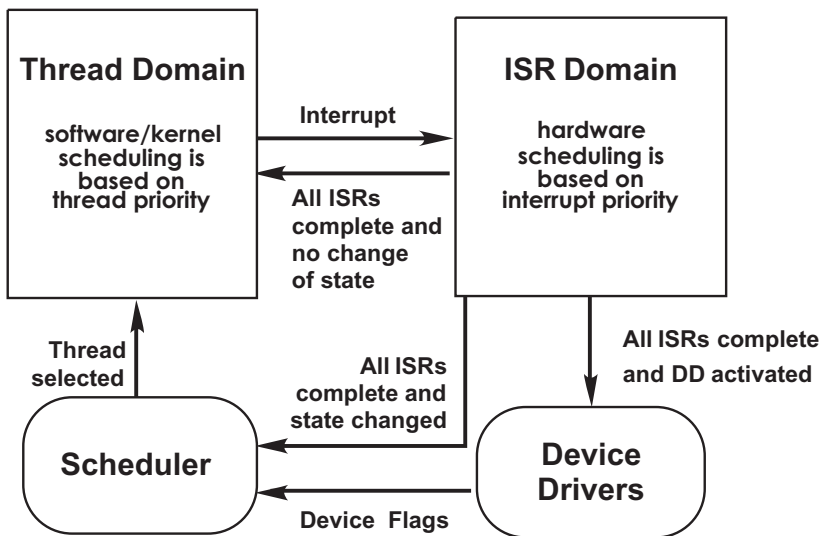 Thread Domain
software/kernel
scheduling is
based on
thread priority
Interrupt
All ISRs
complete and
no change
of state
ISR Domain
hardware
scheduling is
based on
interrupt priority
Thread
selected
All ISRs
complete and
state changed
All ISRs complete
and DD activated
Scheduler
Device Flags
Device
Drivers